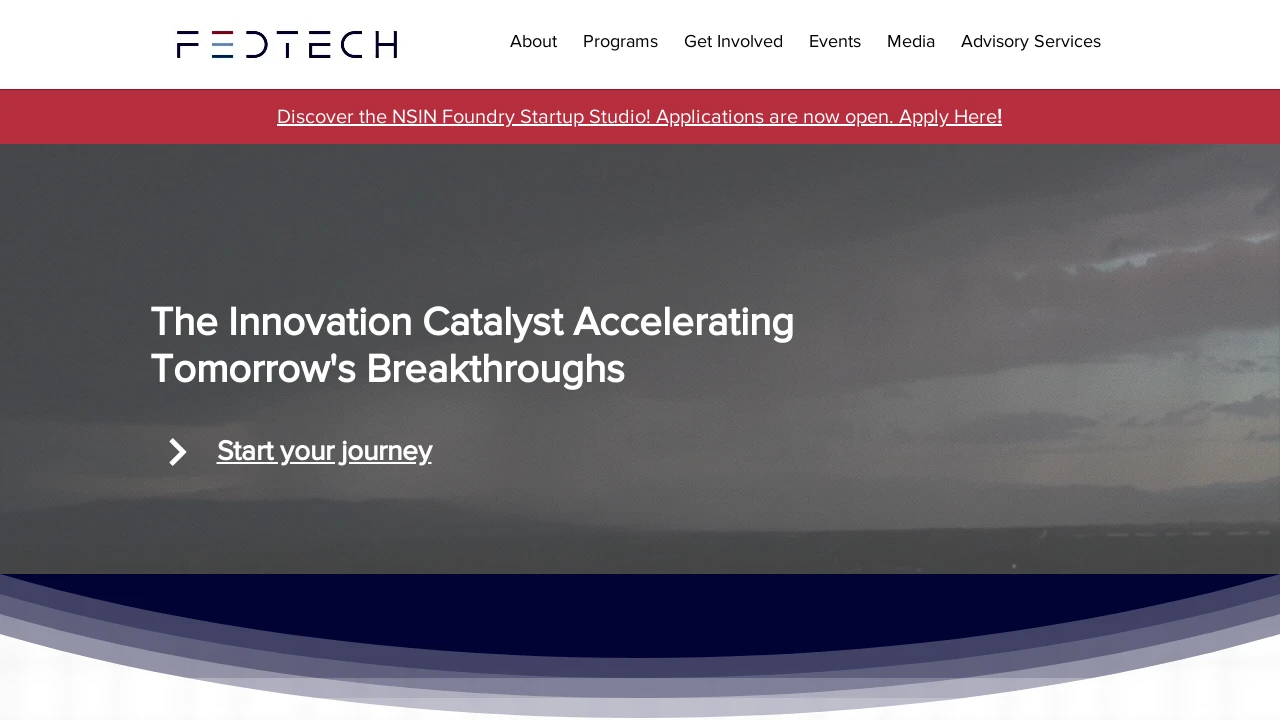 FEDTECH
About Programs Get Involved Events Media Advisory Services
Discover the NSIN Foundry Startup Studio! Applications are now open. Apply Here!
The Innovation Catalyst Accelerating
Tomorrow's Breakthroughs
Start your journey